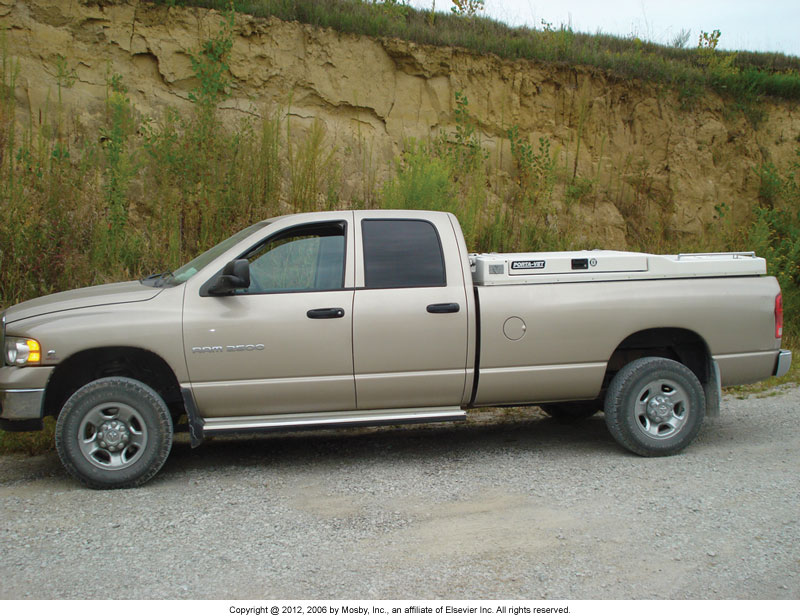 PORTA-VET
RAM 2500
Copyright @ 2012, 2006 by Mosby, Inc., an affiliate of Elsevier Inc. All rights reserved.